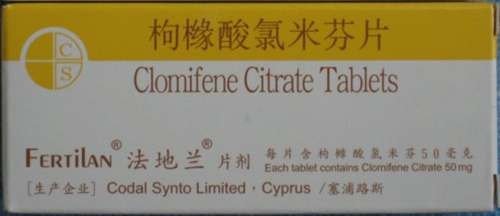 C
S
枸橼酸氯米芬片
Clomifene Citrate Tablets
FERTILAN® 法地兰® 片剂
每片含枸橼酸氯米芬50毫克
Each tablet contains Clomifene Citrate 50 mg
[生产企业] Codal Synto Limited, Cyprus /塞浦路斯